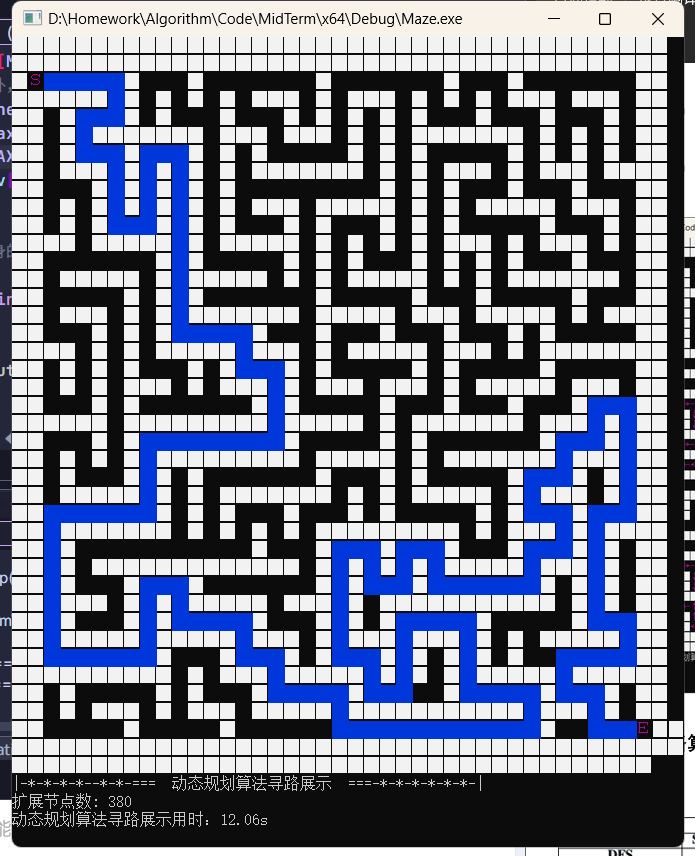 D:\Homework\Algorithm\Code\MidTerm\x64\Debug\Maze.exe
S
E
|-*-*-*-*--*-*-===  动态规划算法寻路展示  ===-*-*-*-*-*-*-|
扩展节点数: 380
动态规划算法寻路展示用时: 12.06s
DFS